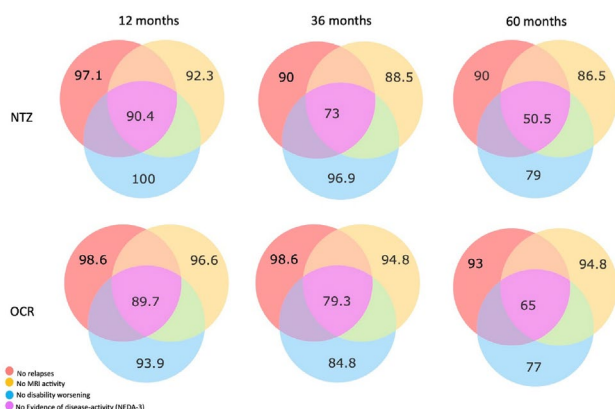 12 months 36 months 60 months
97.1 92.3 90 88.5 90 86.5
NTZ 90.4 73 50.5
100 96.9 79
98.6 96.6 98.6 94.8 93 94.8
OCR 89.7 79.3 65
93.9 84.8 77
No relapses
No MRI activity
No disability worsening
No Evidence of disease-activity (NEDA-3)